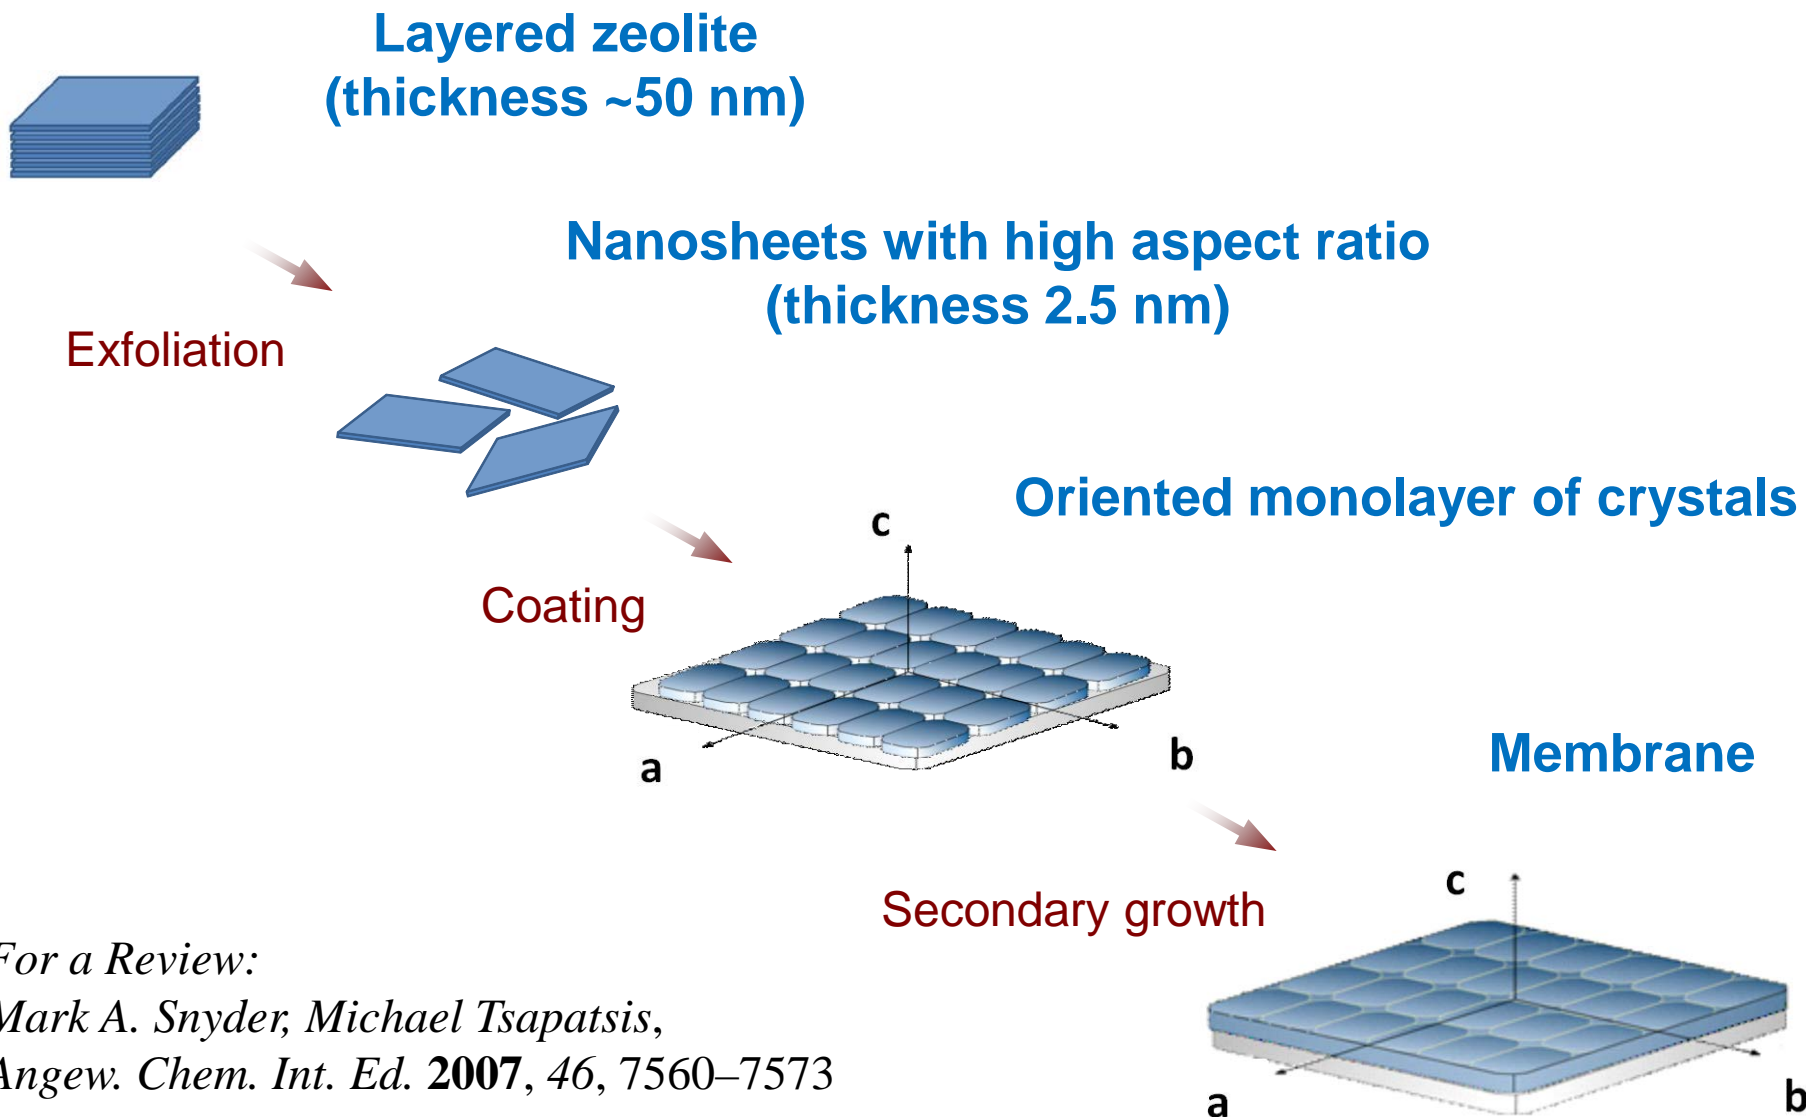 Layered zeolite
(thickness ~50 nm)
Nanosheets with high aspect ratio
(thickness 2.5 nm)
Exfoliation
Oriented monolayer of crystals
c
Coating
a
b
Membrane
Secondary growth
c
a
b
For a Review:
Mark A. Snyder, Michael Tsapatsis,
Angew. Chem. Int. Ed. 2007, 46, 7560–7573